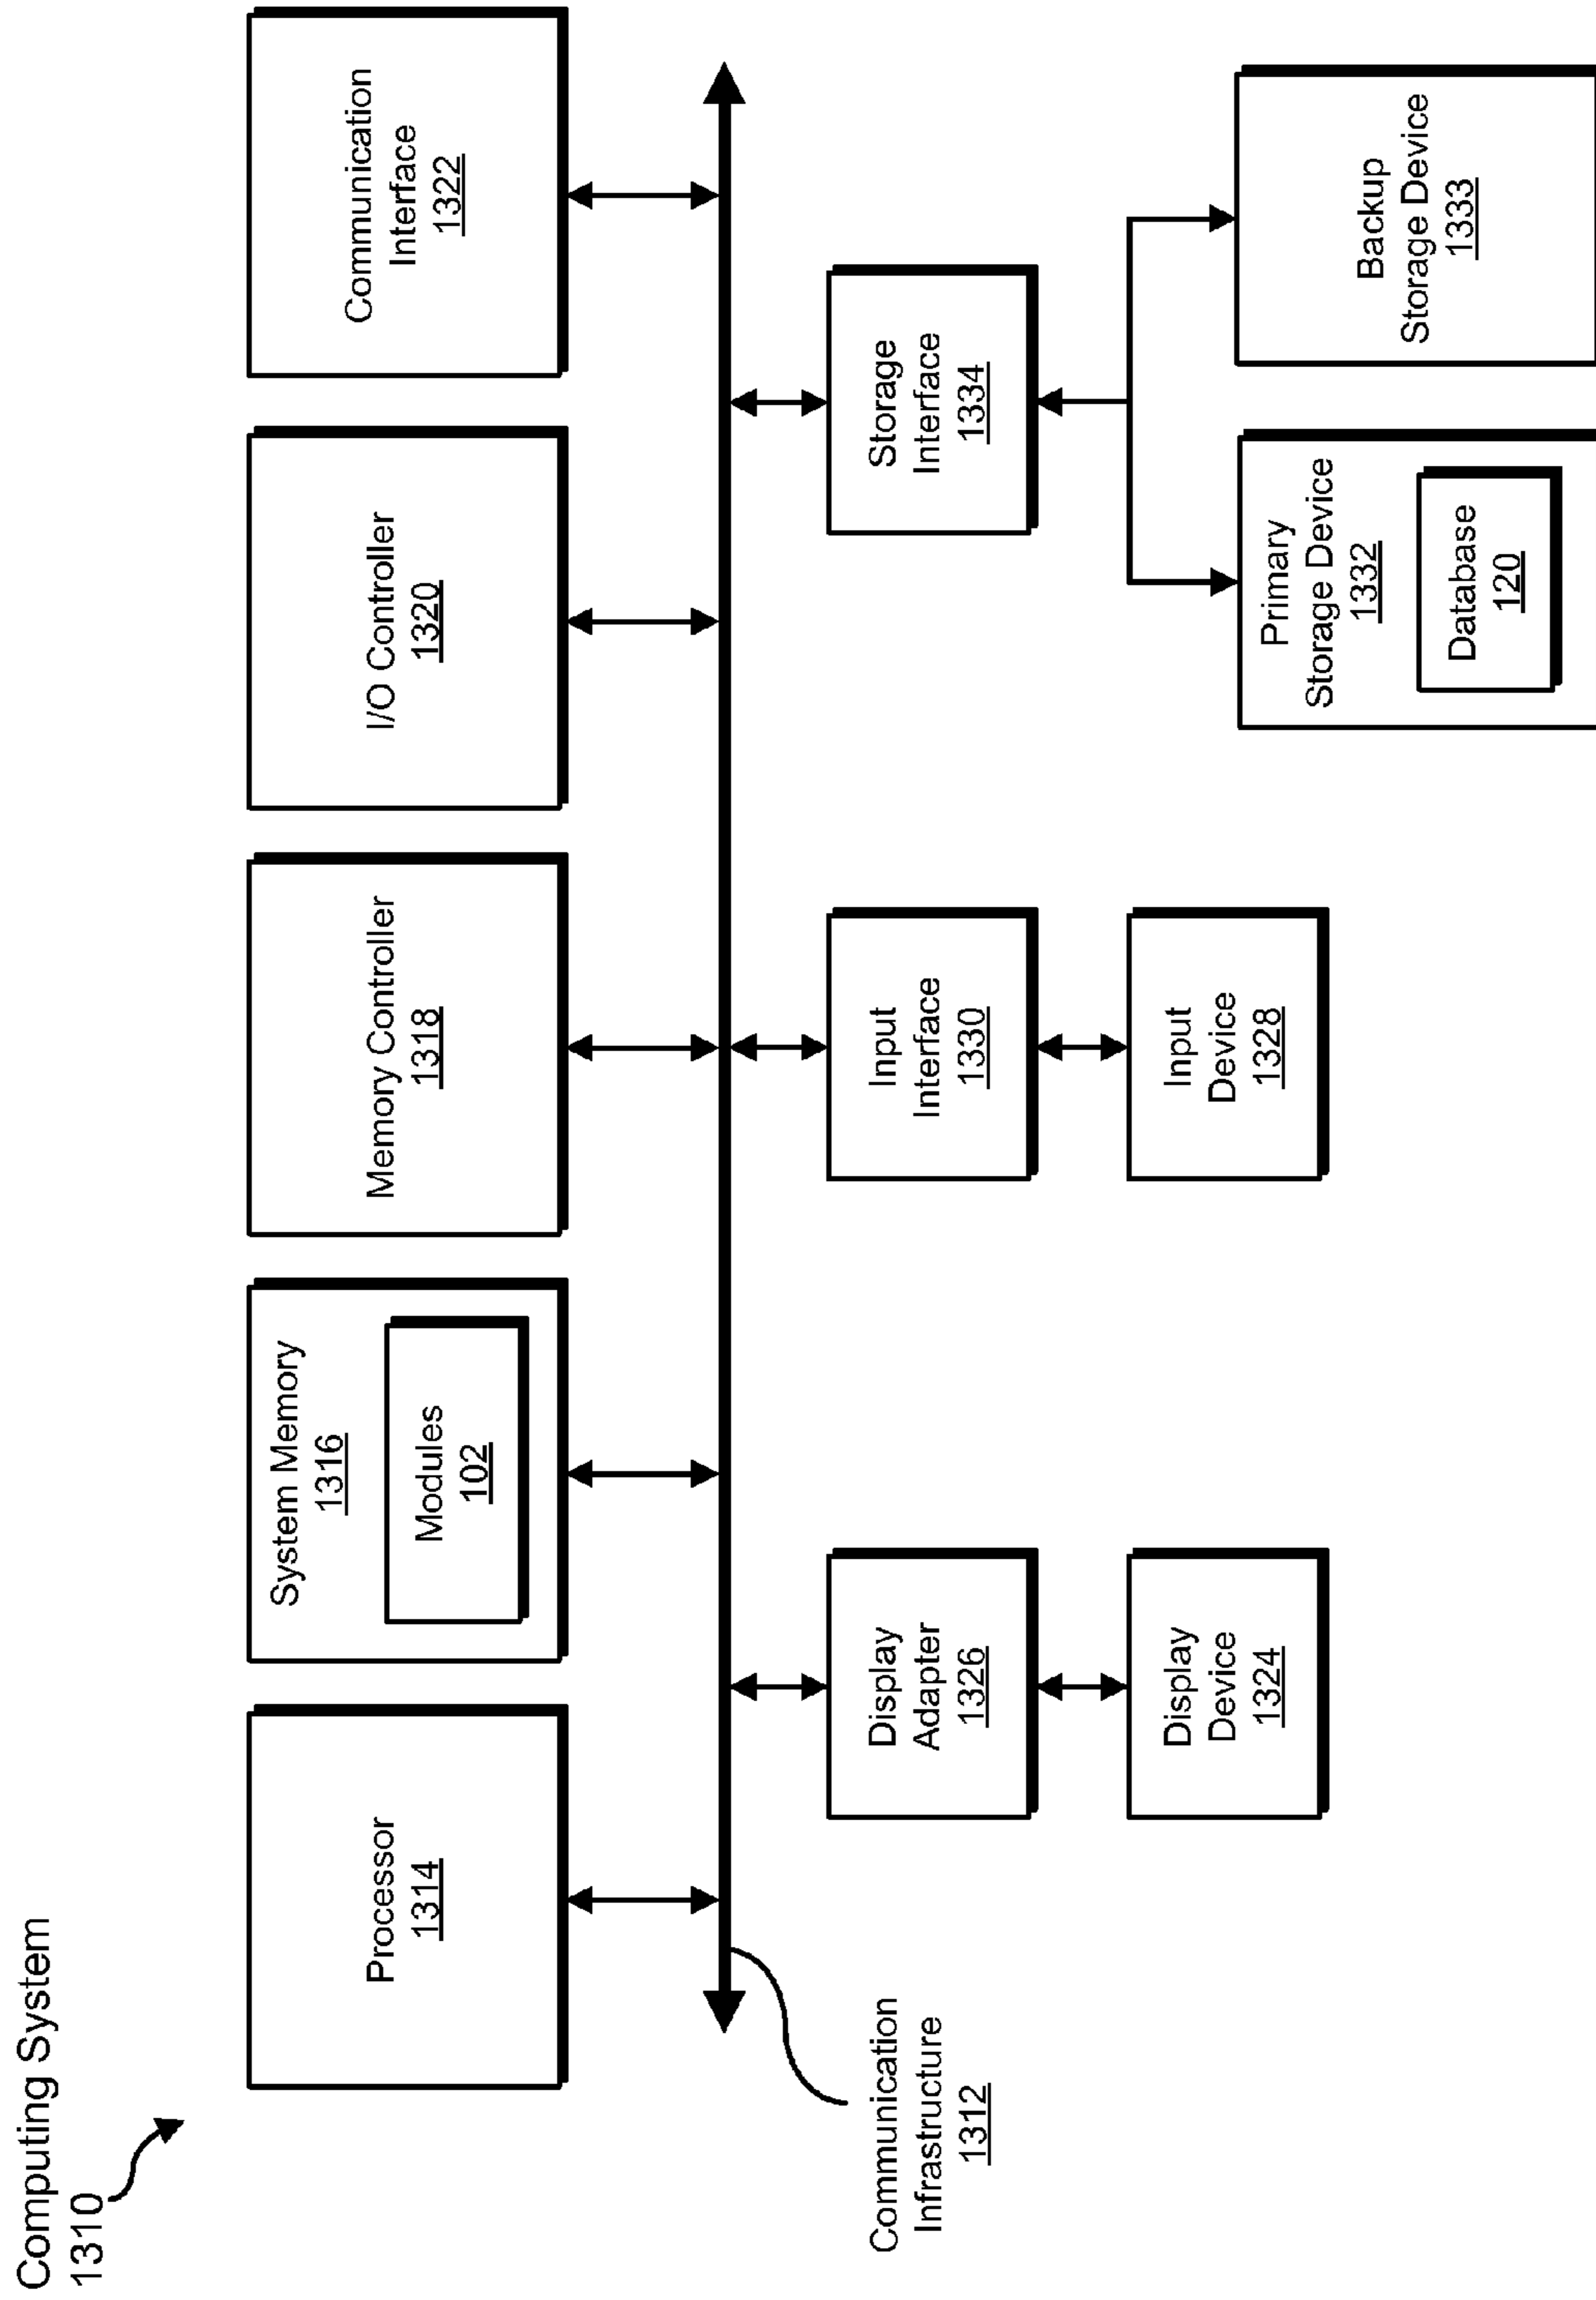 Computing System
1310
Processor
1314
System Memory
1316
Modules
102
Memory Controller
1318
I/O Controller
1320
Communication
Interface
1322
Communication
Infrastructure
1312
Display
Adapter
1326
Display
Device
1324
Input
Interface
1330
Input
Device
1328
Storage
Interface
1334
Primary
Storage Device
1332
Database
120
Backup
Storage Device
1333